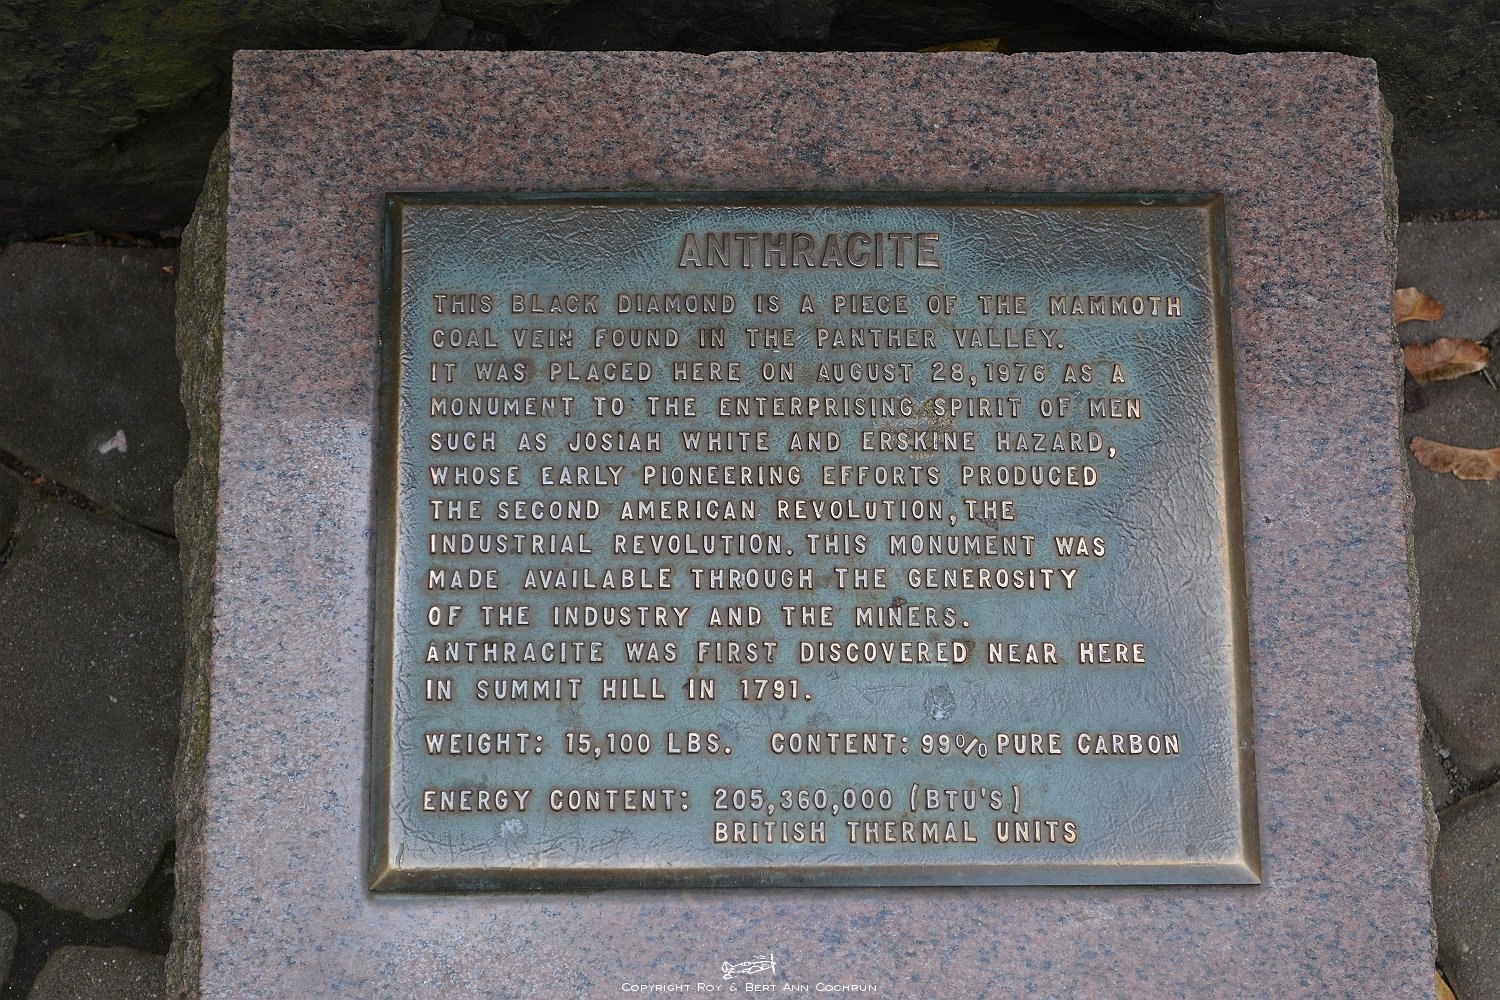 ANTHRACITE
THIS BLACK DIAMOND IS A PIECE OF THE MAMMOTH
COAL VEIN FOUND IN THE PANTHER VALLEY.
IT WAS PLACED HERE ON AUGUST 28, 1976 AS A
MONUMENT TO THE ENTERPRISING SPIRIT OF MEN
SUCH AS JOSIAH WHITE AND ERSKINE HAZARD,
WHOSE EARLY PIONEERING EFFORTS PRODUCED
THE SECOND AMERICAN REVOLUTION, THE
INDUSTRIAL REVOLUTION. THIS MONUMENT WAS
MADE AVAILABLE THROUGH THE GENEROSITY
OF THE INDUSTRY AND THE MINERS.
ANTHRACITE WAS FIRST DISCOVERED NEAR HERE
IN SUMMIT HILL IN 1791.
WEIGHT: 15,100 LBS. CONTENT: 99% PURE CARBON
ENERGY CONTENT: 205,360,000 (BTU'S)
BRITISH THERMAL UNITS
COPYRIGHT ROY & BERT ANN COCHRUN